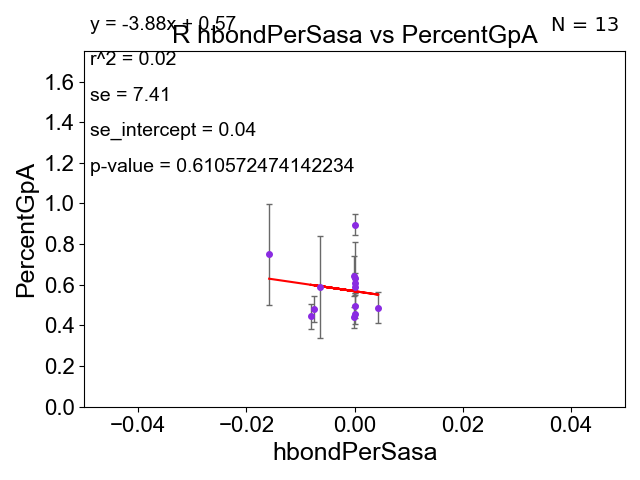 y = -3.88x + 0.57
N = 13
R hbondPerSasa vs PercentGpA
r^2 = 0.02
se = 7.41
se_intercept = 0.04
p-value = 0.610572474142234
PercentGpA
1.6
1.4
1.2
1.0
0.8
0.6
0.4
0.2
0.0
−0.04 −0.02 0.00 0.02 0.04
hbondPerSasa